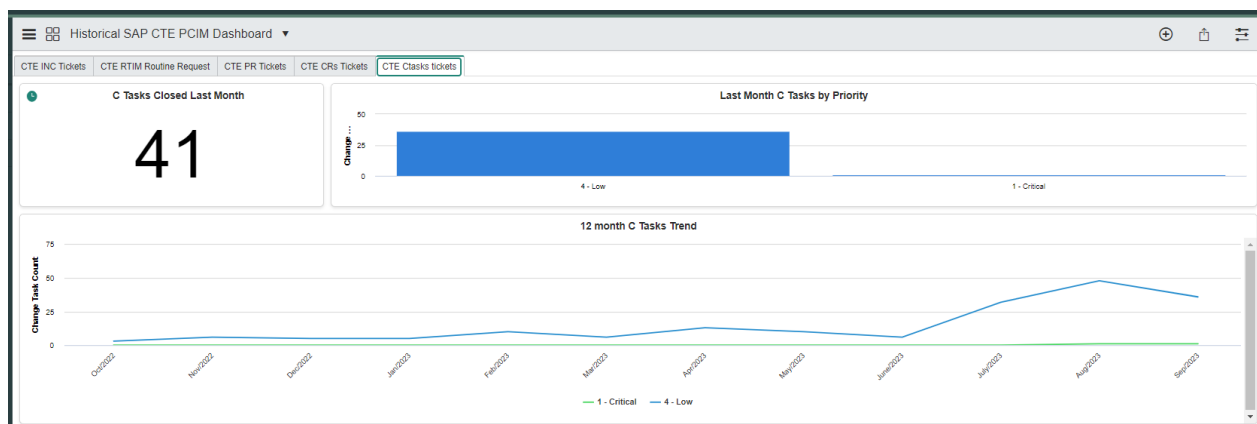 Historical SAP CTE PCIM Dashboard
CTE INC Tickets CTE RTIM Routine Request CTE PR Tickets CTE CRs Tickets CTE Ctasks tickets
C Tasks Closed Last Month
41
Last Month C Tasks by Priority
Change ...
50
25
0
4 - Low 1 - Critical
12 month C Tasks Trend
Change Task Count
75
50
25
0
Oct/2022 Nov/2022 Dec/2022 Jan/2023 Feb/2023 Mar/2023 Apr/2023 May/2023 June/2023 July/2023 Aug/2023 Sep/2023
1 - Critical 4 - Low